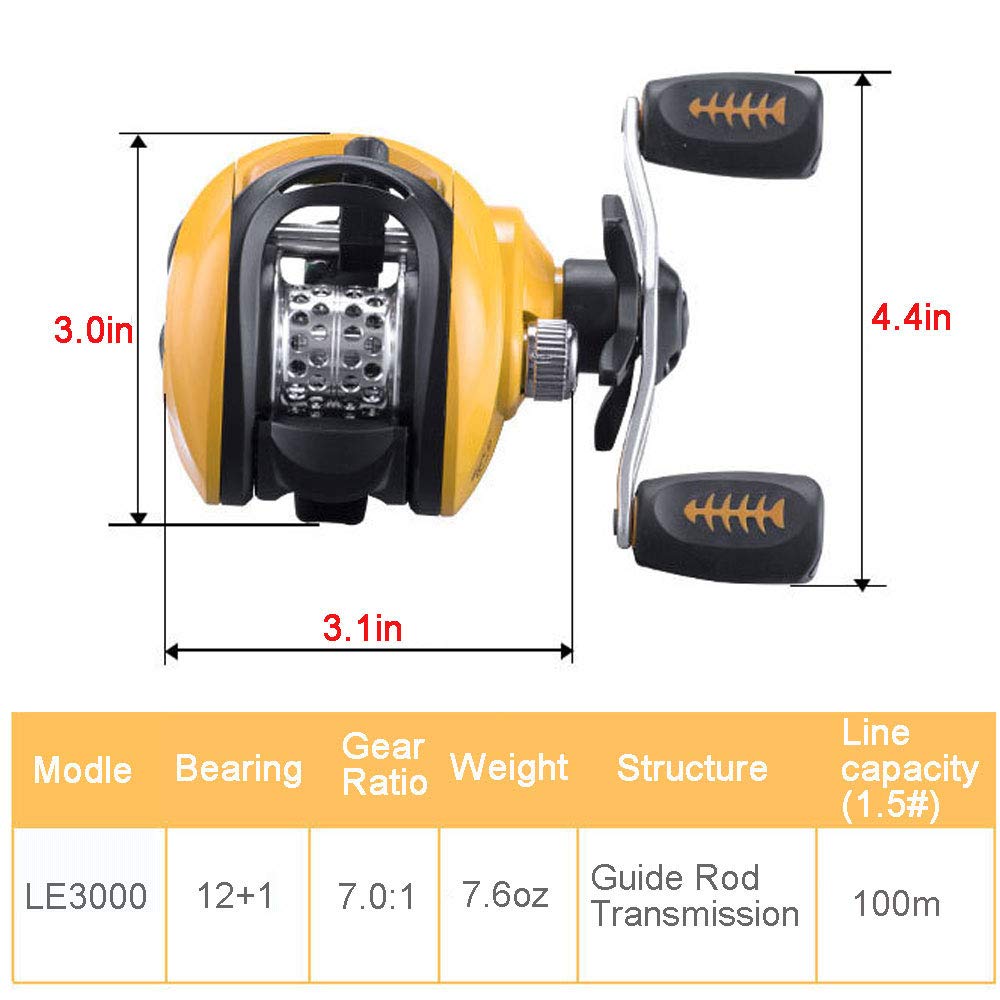 3.0in
4.4in
3.1in
Modle
Bearing
Gear
Ratio
Weight
Structure
Line
capacity
(1.5#)
LE3000
12+1
7.0:1
7.6oz
Guide Rod
Transmission
100m